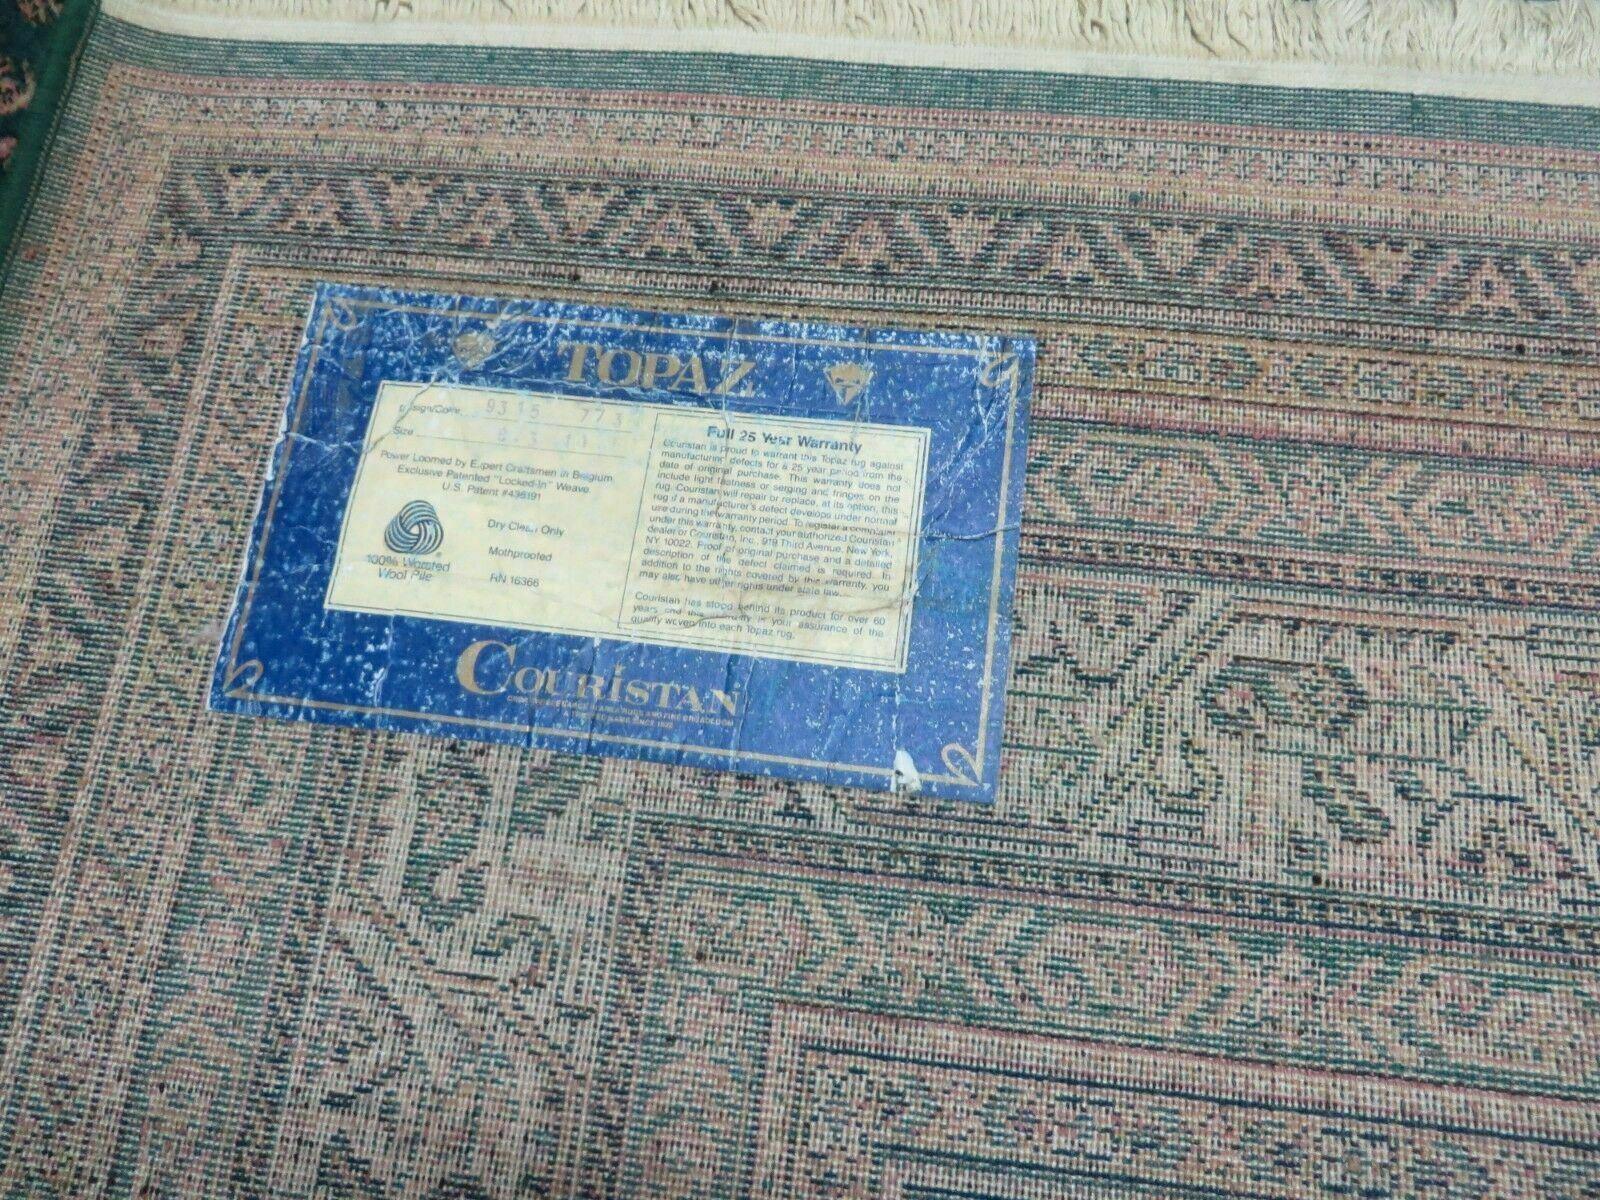 TOPAZ
Design/Color 9315 773
Size
Power Loomed by Expert Craftsmen in Belgium
Exclusive Patented "Locked-In" Weave
U.S. Patent #436191
Dry Clean Only
Mothproofed
100% Worsted
Wool Pile
RN 16366
Full 25 Year Warranty
Couristan is proud to warrant this Topaz rug against
manufacturing defects for a 25 year period from the
date of original purchase. This warranty does not
include light fastness or serging and fringes on the
rug. Couristan will repair or replace, at its option, this
rug if a manufacturer's defect develops under normal
use during the warranty period. To register a complaint
under this warranty, contact your authorized Couristan
dealer or Couristan, Inc., 919 Third Avenue, New York,
NY 10022. Proof of original purchase and a detailed
description of the defect claimed is required. In
addition to the rights covered by this warranty, you
may also have other rights under state law.
Couristan has stood behind its product for over 60
years and this warranty is your assurance of the
quality woven into each Topaz rug.
COURISTAN